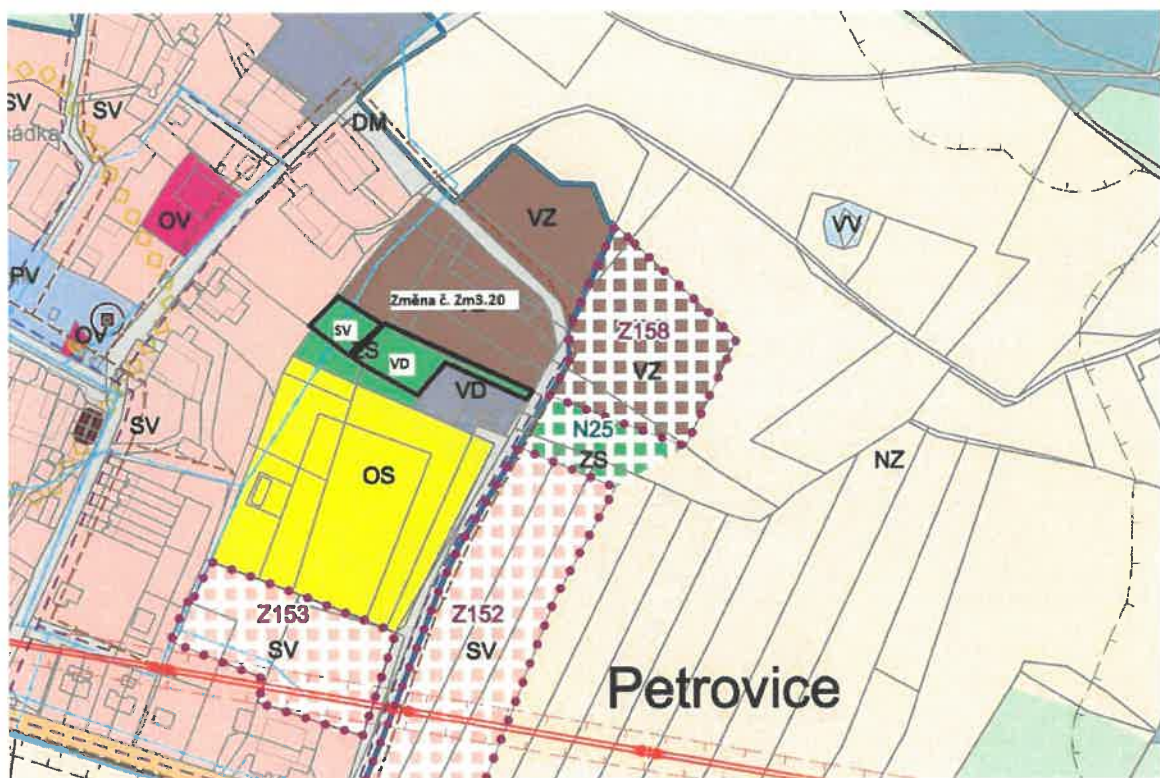 SV
SV
sádka
DM
OV
VZ
VV
PV
OV
Změna č. Zm3.20
SV
ZS
VD
VD
Z158
VZ
N25
ZS
SV
NZ
OS
Z153
SV
Z152
SV
Petrovice